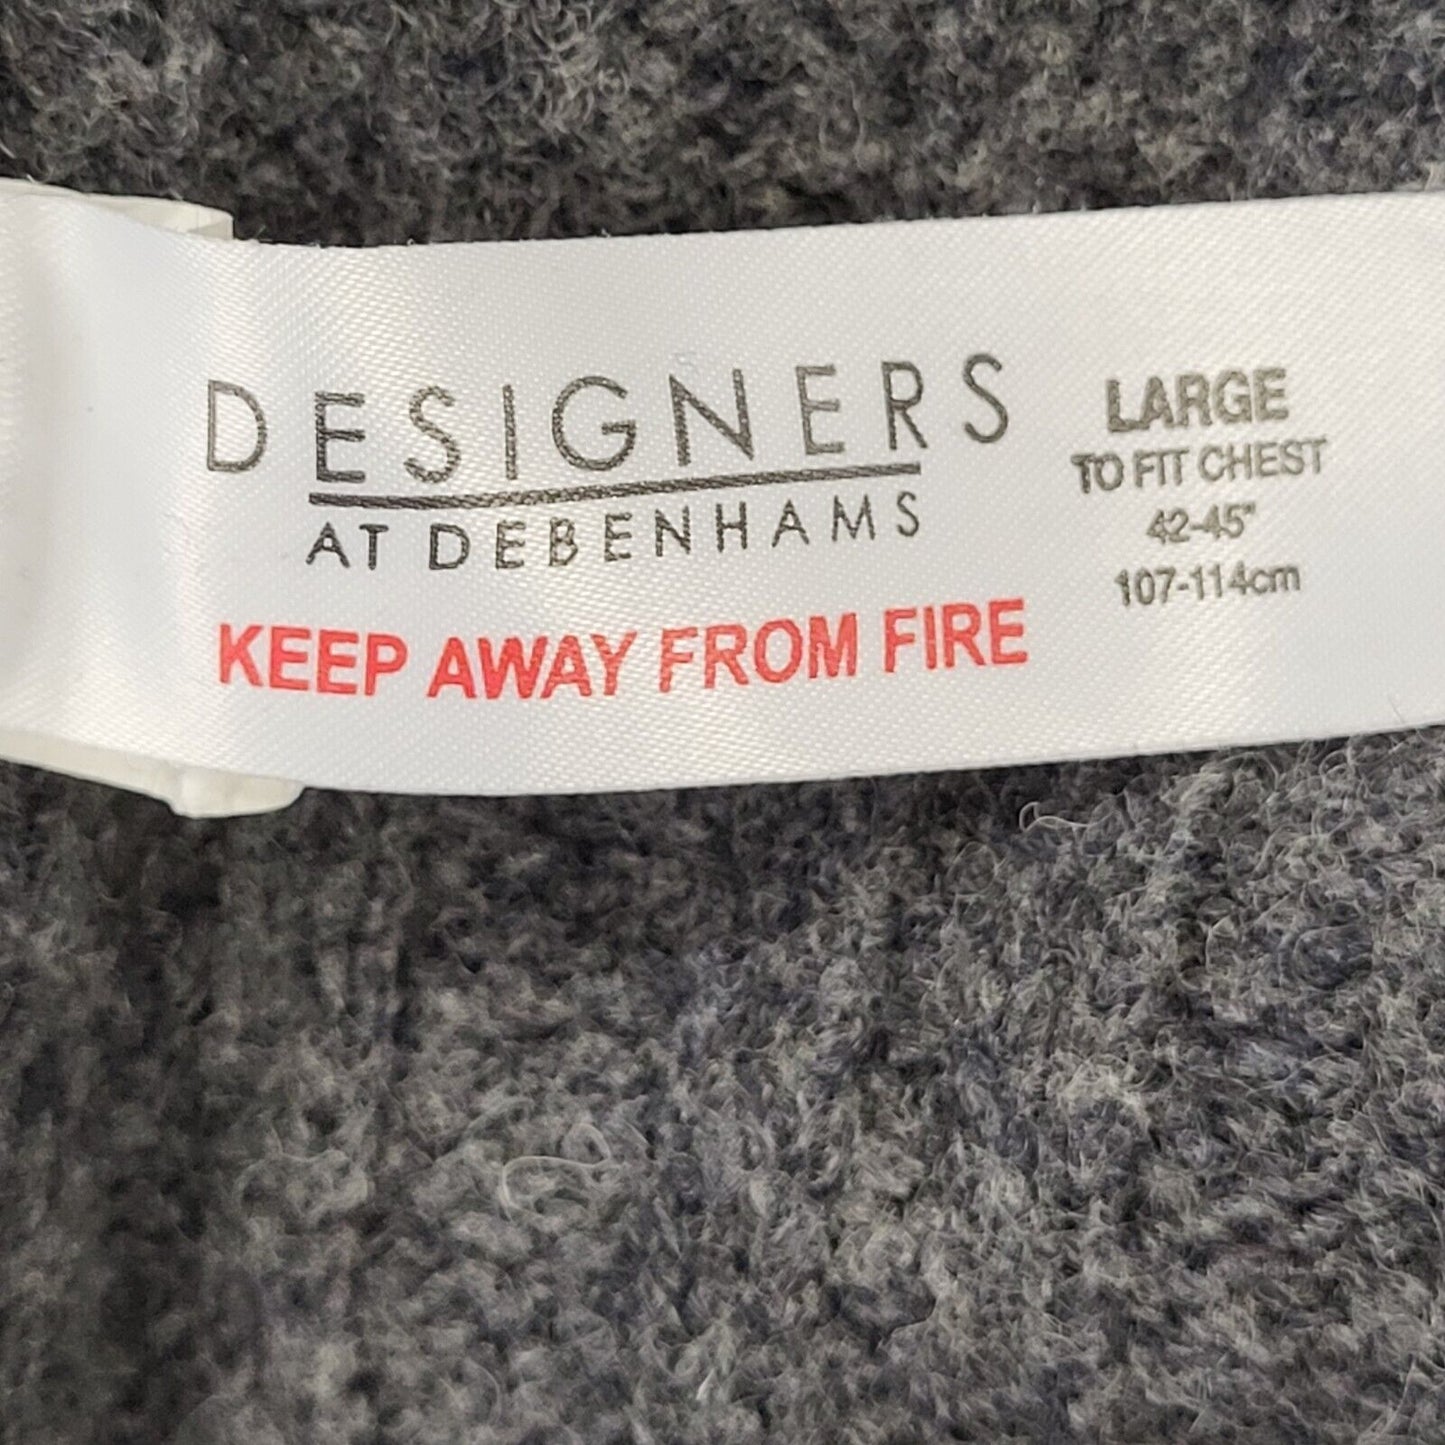 DESIGNERS
AT DEBENHAMS
KEEP AWAY FROM FIRE
LARGE
TO FIT CHEST
42-45"
107-114cm